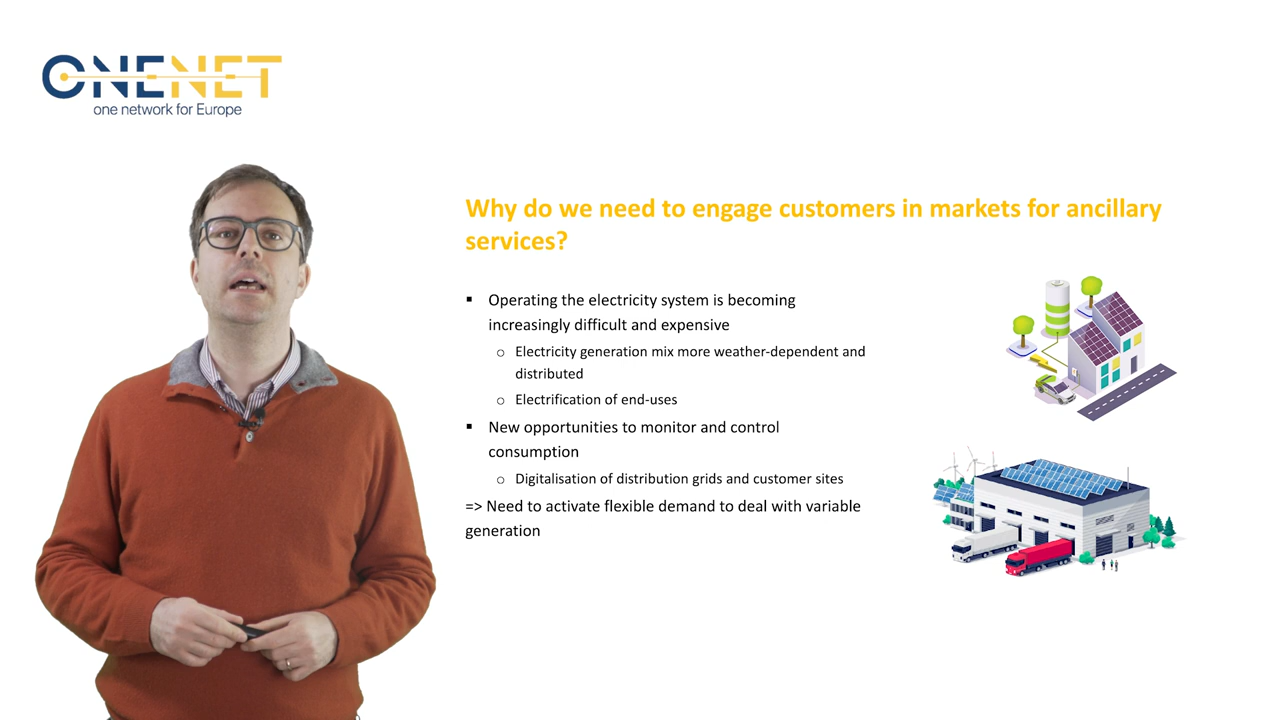 ONENET
one network for Europe
Why do we need to engage customers in markets for ancillary
services?
▪ Operating the electricity system is becoming
increasingly difficult and expensive
o Electricity generation mix more weather-dependent and
distributed
o Electrification of end-uses
▪ New opportunities to monitor and control
consumption
o Digitalisation of distribution grids and customer sites
=> Need to activate flexible demand to deal with variable
generation